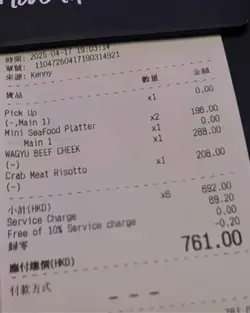 時間: 2025-04-17 19:03:14
單號: 11047250417190314921
來源: Kenny
貨品 數量 金額
Pick Up x1 0.00
(-,Main 1)
Mini Seafood Platter x2 196.00
Main 1 x1 0.00
WAGYU BEEF CHEEK x1 288.00
(-)
Crab Meat Risotto x1 208.00
(-)
小計(HKD) x6 692.00
Service Charge 69.20
Free of 10% Service charge 0.00
歸零 -0.20
應付總價(HKD) 761.00
付款方式